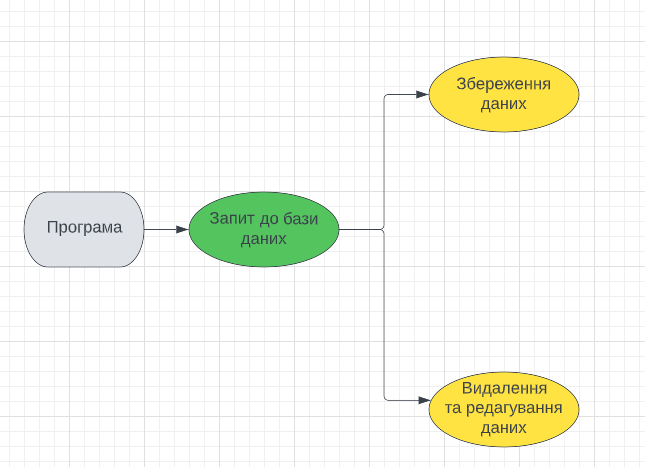 Збереження
даних
Програма
Запит до бази
даних
Видалення
та редагування
даних